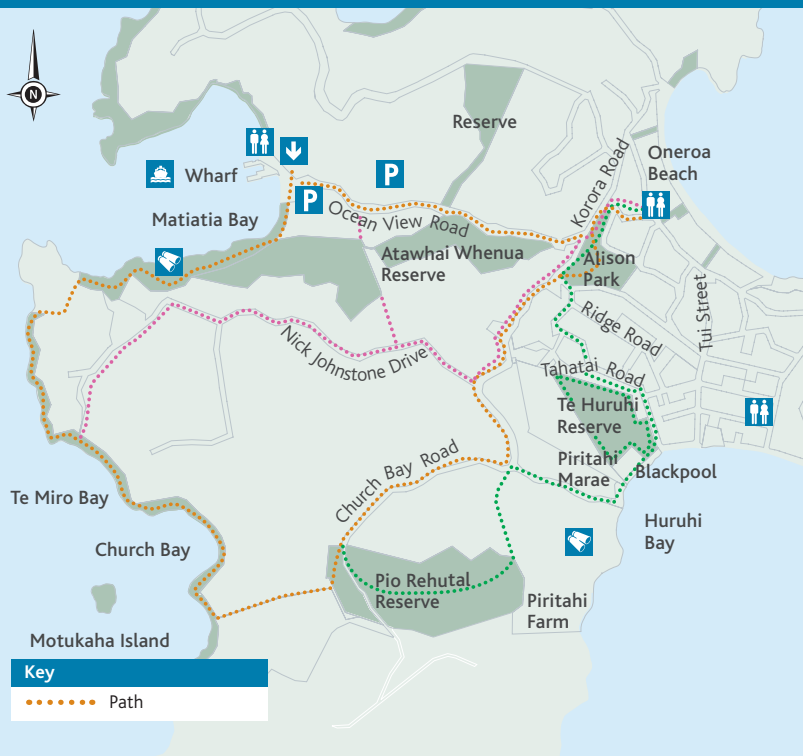 N
Reserve
Korora Road
Oneroa
Beach
Wharf
P
P
Matiatia Bay
Ocean View Road
Atawhai Whenua
Reserve
Alison
Park
Ridge Road
Tui Street
Nick Johnstone Drive
Tahatai Road
Te Huruhi
Reserve
Church Bay Road
Piritahi
Marae
Blackpool
Te Miro Bay
Huruhi
Bay
Church Bay
Pio Rehutal
Reserve
Piritahi
Farm
Motukaha Island
Key
Path